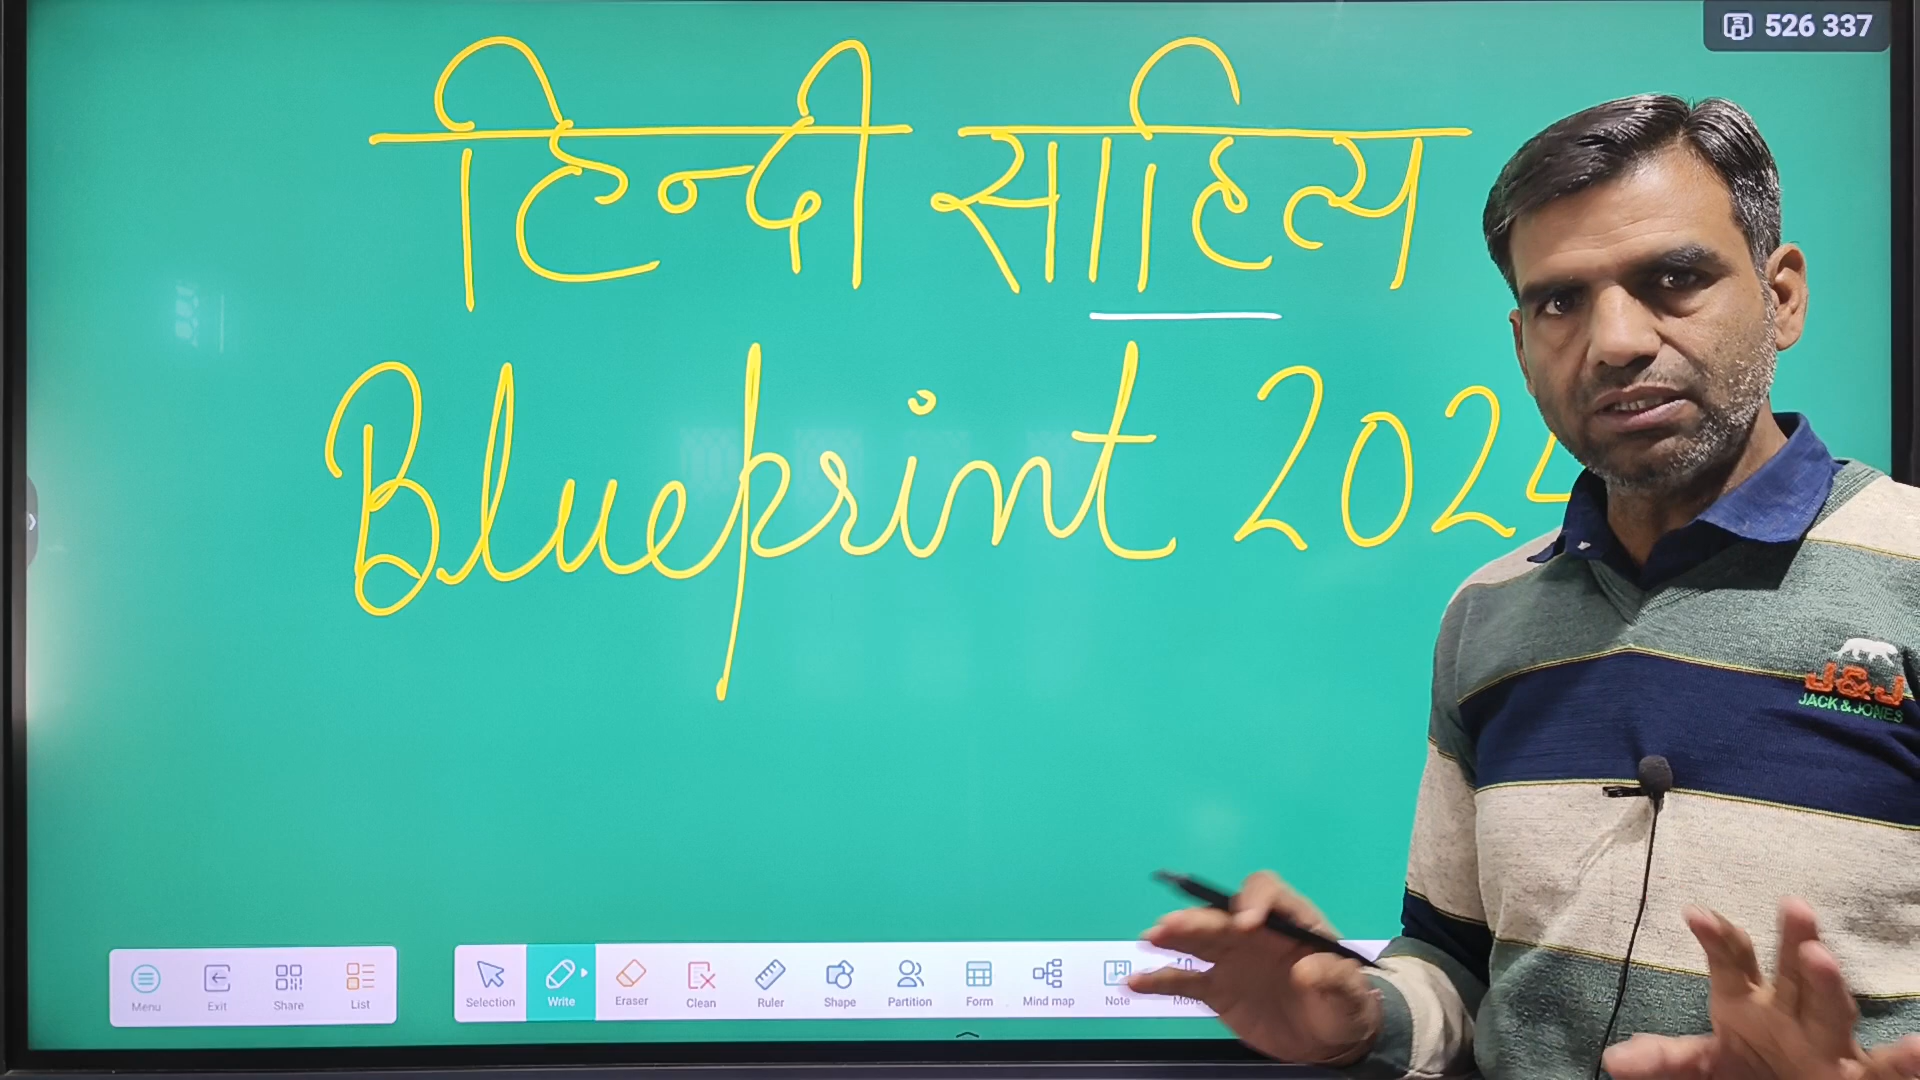 526 337
हिन्दी साहित्य
Blueprint 2024
J&J
JACK & JONES
Menu Exit Share List
Selection Write Eraser Clean Ruler Shape Partition Form Mind map Note Move